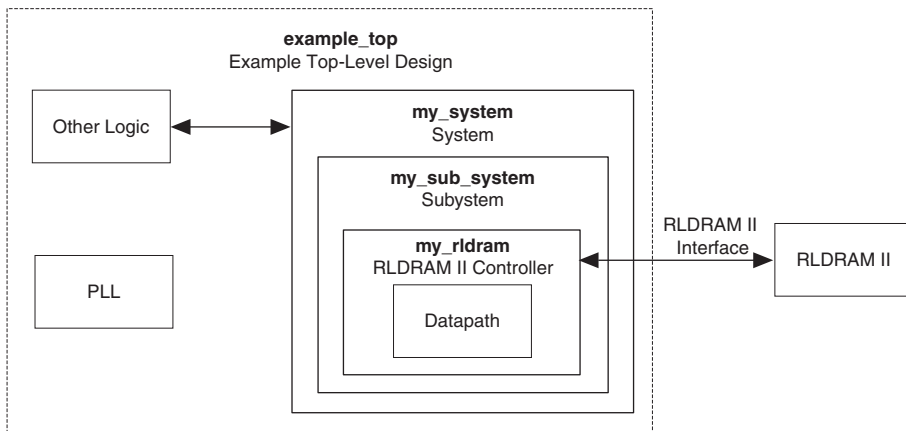 example_top
Example Top-Level Design
Other Logic
my_system
System
my_sub_system
Subystem
my_rldram
RLDRAM II Controller
Datapath
PLL
RLDRAM II
Interface
RLDRAM II